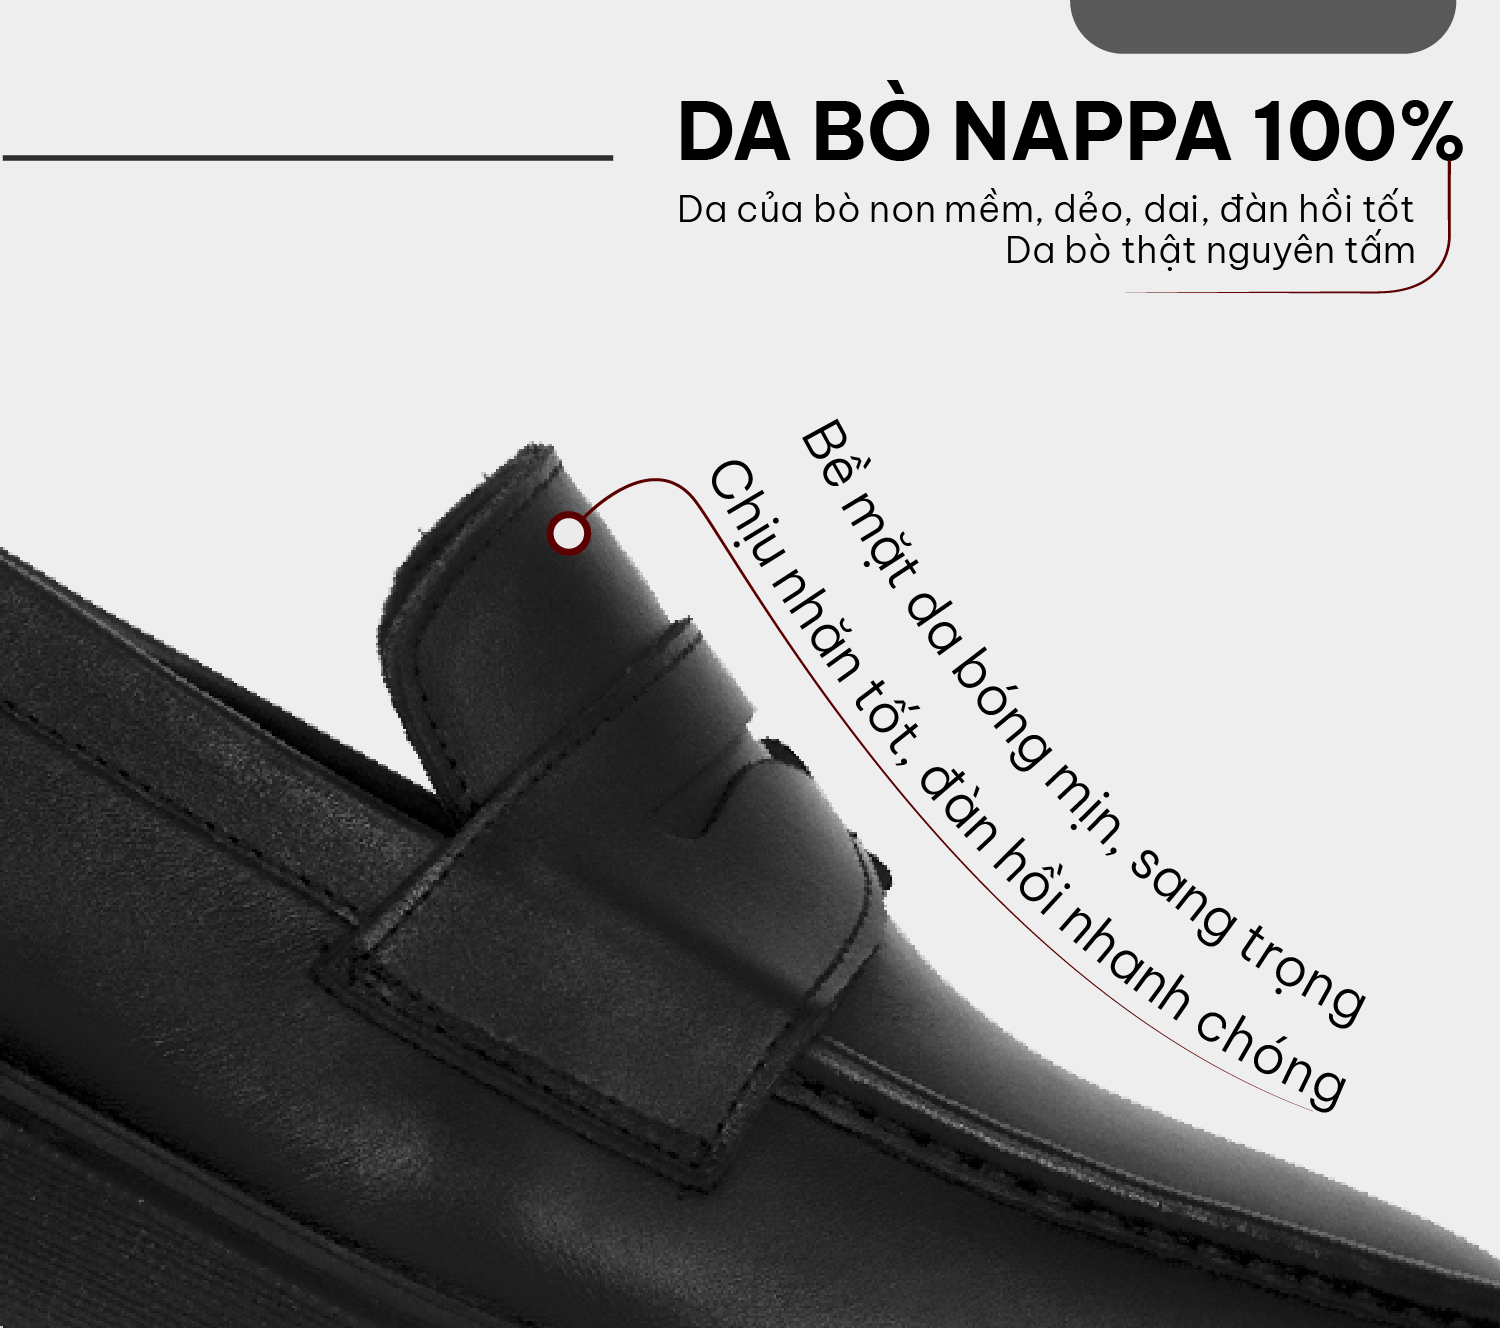 DA BÒ NAPPA 100%
Da của bò non mềm, dẻo, dai, đàn hồi tốt
Da bò thật nguyên tấm
Bề mặt da bóng mịn, sang trọng
Chịu nhăn tốt, đàn hồi nhanh chóng